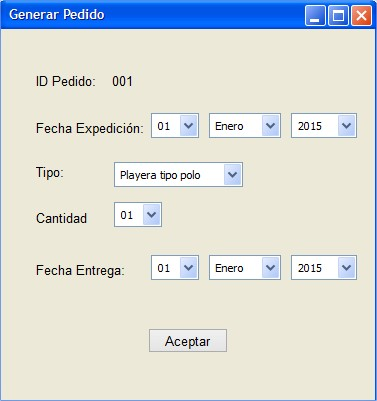 Generar Pedido
ID Pedido: 001
Fecha Expedición: 01 Enero 2015
Tipo: Playera tipo polo
Cantidad 01
Fecha Entrega: 01 Enero 2015
Aceptar